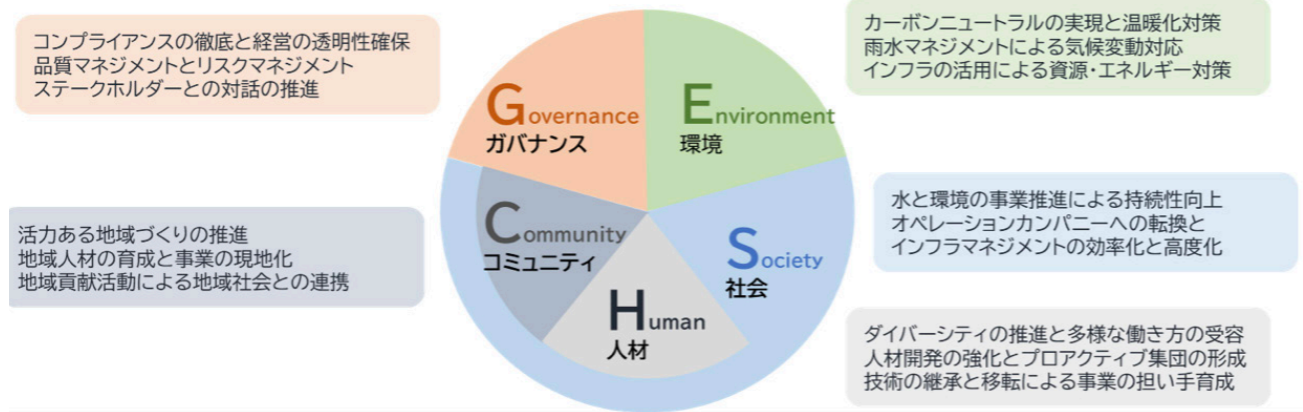 コンプライアンスの徹底と経営の透明性確保
品質マネジメントとリスクマネジメント
ステークホルダーとの対話の推進
カーボンニュートラルの実現と温暖化対策
雨水マネジメントによる気候変動対応
インフラの活用による資源・エネルギー対策
Governance
ガバナンス
Environment
環境
活力ある地域づくりの推進
地域人材の育成と事業の現地化
地域貢献活動による地域社会との連携
Community
コミュニティ
Society
社会
水と環境の事業推進による持続性向上
オペレーションカンパニーへの転換と
インフラマネジメントの効率化と高度化
Human
人材
ダイバーシティの推進と多様な働き方の受容
人材開発の強化とプロアクティブ集団の形成
技術の継承と移転による事業の担い手育成